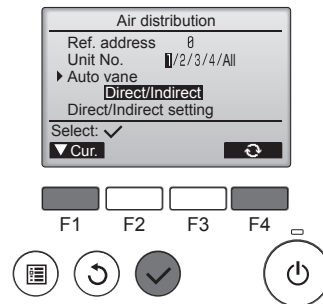 Air distribution
Ref. address 0
Unit No. 1/2/3/4/All
Auto vane
Direct/Indirect
Direct/Indirect setting
Select:
Cur.
F1 F2 F3 F4